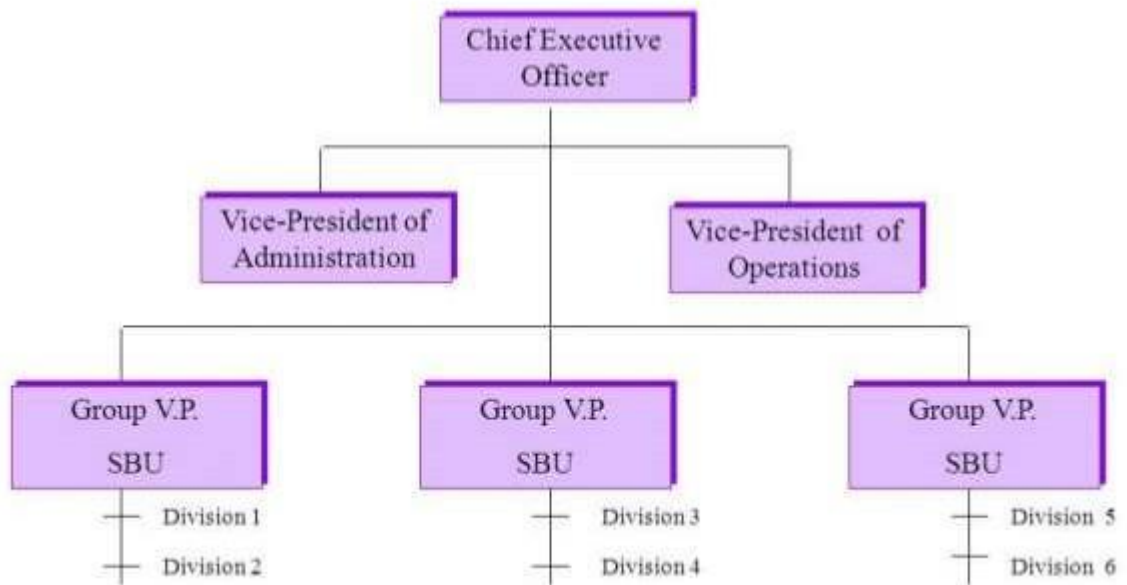 Chief Executive
Officer
Vice-President of
Administration
Vice-President of
Operations
Group V.P.
SBU
Group V.P.
SBU
Group V.P.
SBU
Division 1
Division 2
Division 3
Division 4
Division 5
Division 6